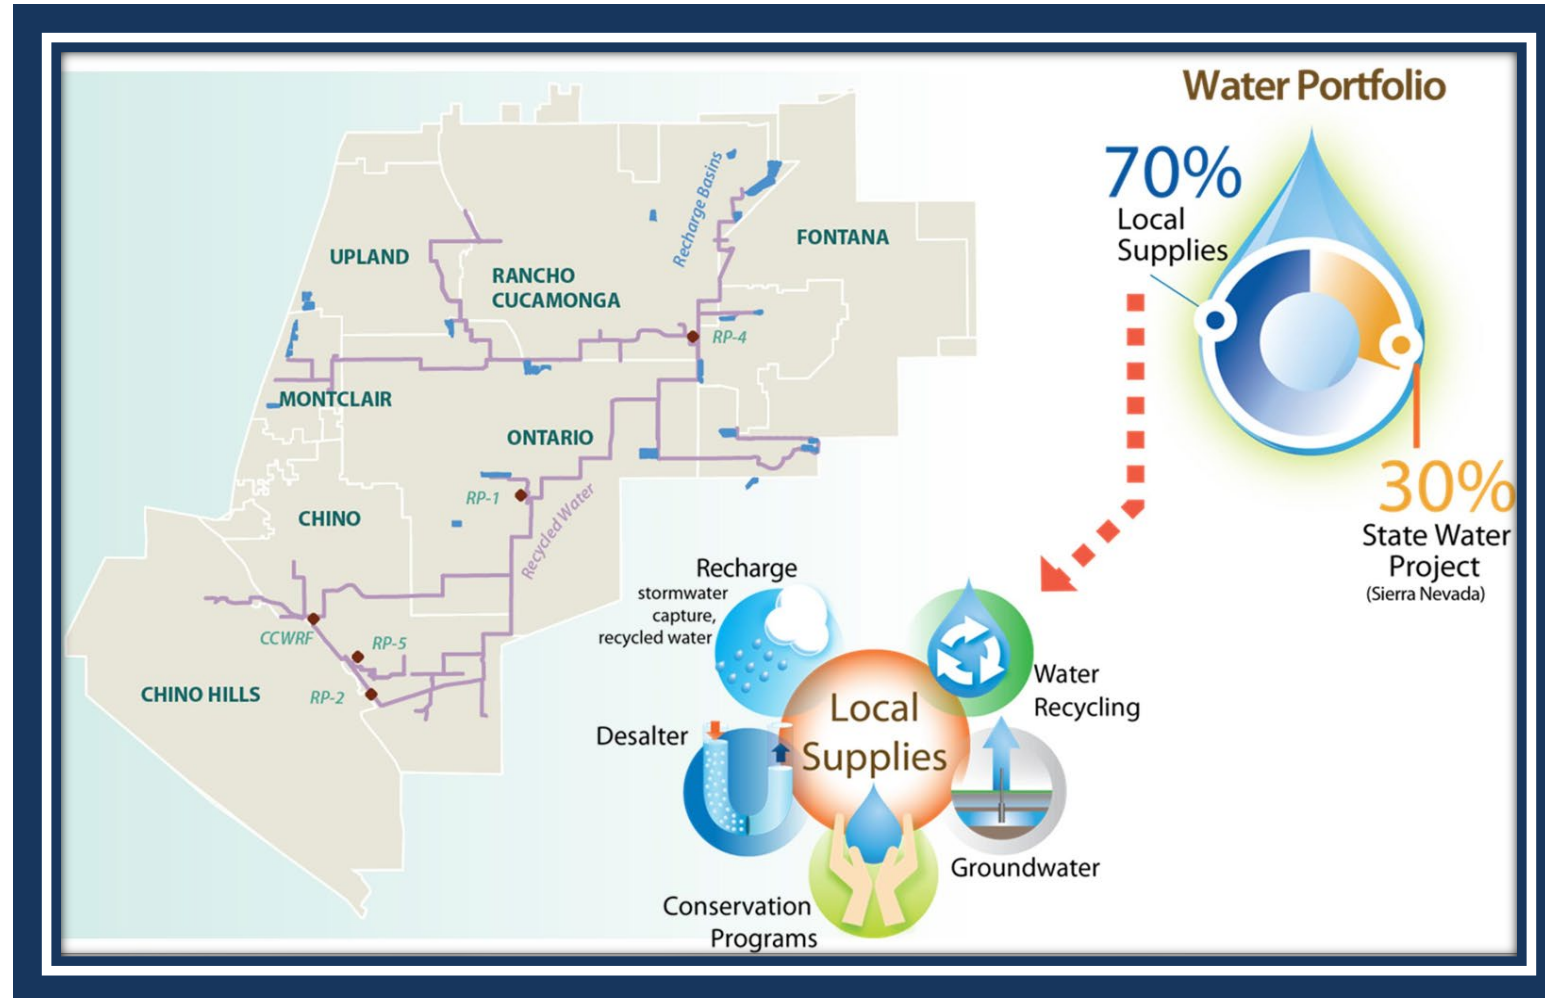 Water Portfolio
70%
Local
Supplies
30%
State Water
Project
(Sierra Nevada)
Recharge Basins
FONTANA
UPLAND
RANCHO
CUCAMONGA
RP-4
MONTCLAIR
ONTARIO
RP-1
Recycled Water
CHINO
CCWRF
RP-5
RP-2
CHINO HILLS
Recharge
stormwater
capture,
recycled water
Water
Recycling
Local
Supplies
Desalter
Groundwater
Conservation
Programs